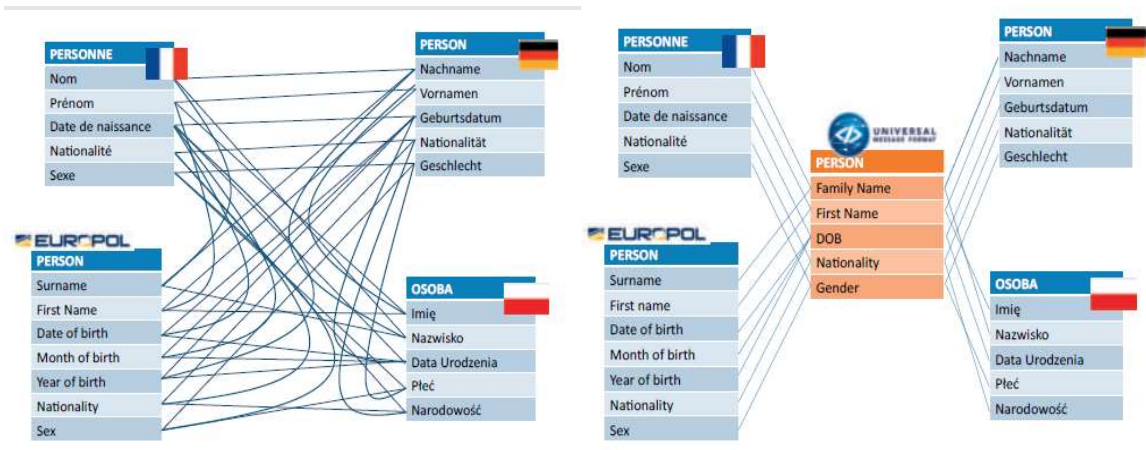 PERSONNE
Nom
Prénom
Date de naissance
Nationalité
Sexe
PERSON
Nachname
Vornamen
Geburtsdatum
Nationalität
Geschlecht
EUROPOL
PERSON
Surname
First Name
Date of birth
Month of birth
Year of birth
Nationality
Sex
OSOBA
Imię
Nazwisko
Data Urodzenia
Płeć
Narodowość
PERSONNE
Nom
Prénom
Date de naissance
Nationalité
Sexe
PERSON
Nachname
Vornamen
Geburtsdatum
Nationalität
Geschlecht
UNIVERSAL
MESSAGE FORMAT
PERSON
Family Name
First Name
DOB
Nationality
Gender
EUROPOL
PERSON
Surname
First name
Date of birth
Month of birth
Year of birth
Nationality
Sex
OSOBA
Imię
Nazwisko
Data Urodzenia
Płeć
Narodowość